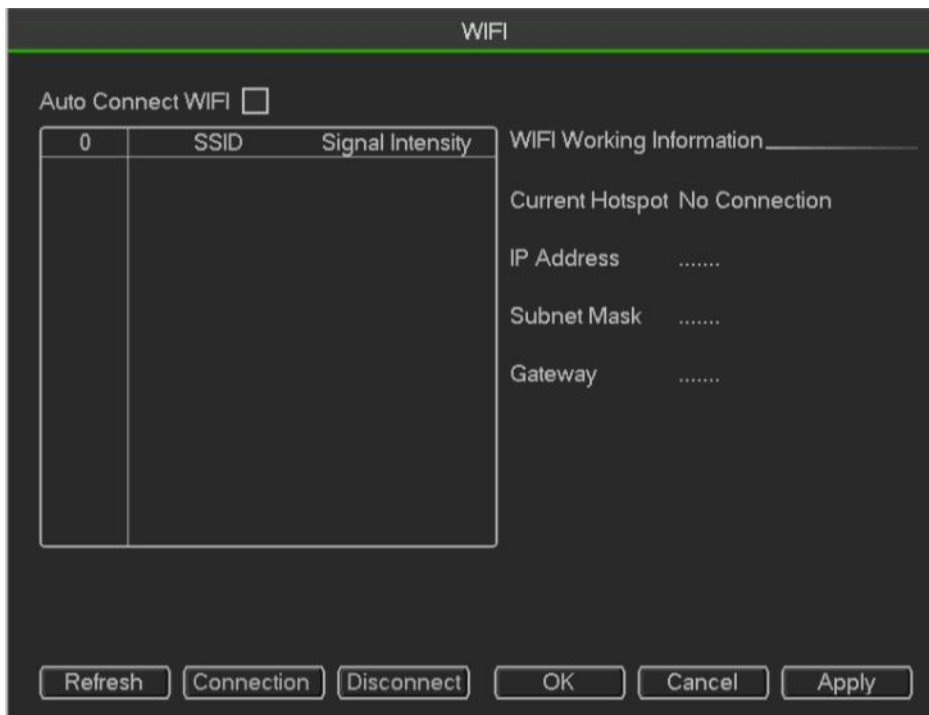 WIFI
Auto Connect WIFI
0 SSID Signal Intensity
WIFI Working Information
Current Hotspot No Connection
IP Address .......
Subnet Mask .......
Gateway .......
Refresh Connection Disconnect OK Cancel Apply